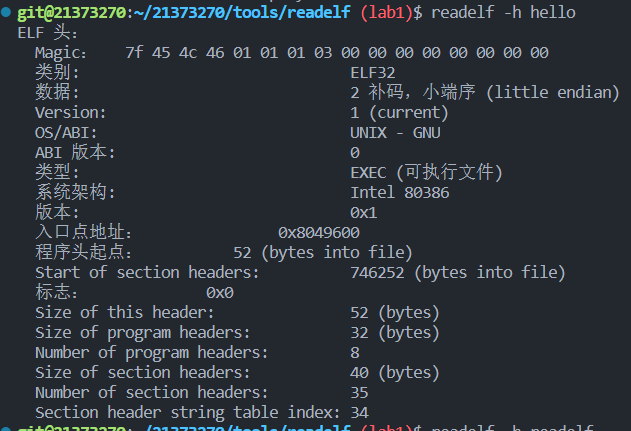 git@21373270:~/21373270/tools/readelf (lab1)$ readelf -h hello
ELF 头：
  Magic：   7f 45 4c 46 01 01 01 03 00 00 00 00 00 00 00 00
  类别:                              ELF32
  数据:                              2 补码，小端序 (little endian)
  Version:                           1 (current)
  OS/ABI:                            UNIX - GNU
  ABI 版本:                          0
  类型:                              EXEC (可执行文件)
  系统架构:                          Intel 80386
  版本:                              0x1
  入口点地址：               0x8049600
  程序头起点：          52 (bytes into file)
  Start of section headers:          746252 (bytes into file)
  标志：             0x0
  Size of this header:               52 (bytes)
  Size of program headers:           32 (bytes)
  Number of program headers:         8
  Size of section headers:           40 (bytes)
  Number of section headers:         35
  Section header string table index: 34
git@21373270:~/21373270/tools/readelf (lab1)$ readelf -h readelf